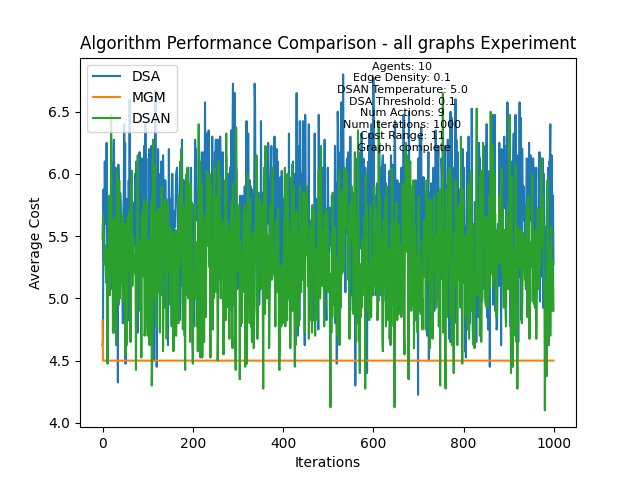 Algorithm Performance Comparison - all graphs Experiment
DSA
MGM
DSAN
Agents: 10
Edge Density: 0.1
DSAN Temperature: 5.0
DSA Threshold: 0.1
Num Actions: 9
Num Iterations: 1000
Cost Range: 11
Graph: complete
Average Cost
6.5
6.0
5.5
5.0
4.5
4.0
0
200
400
600
800
1000
Iterations